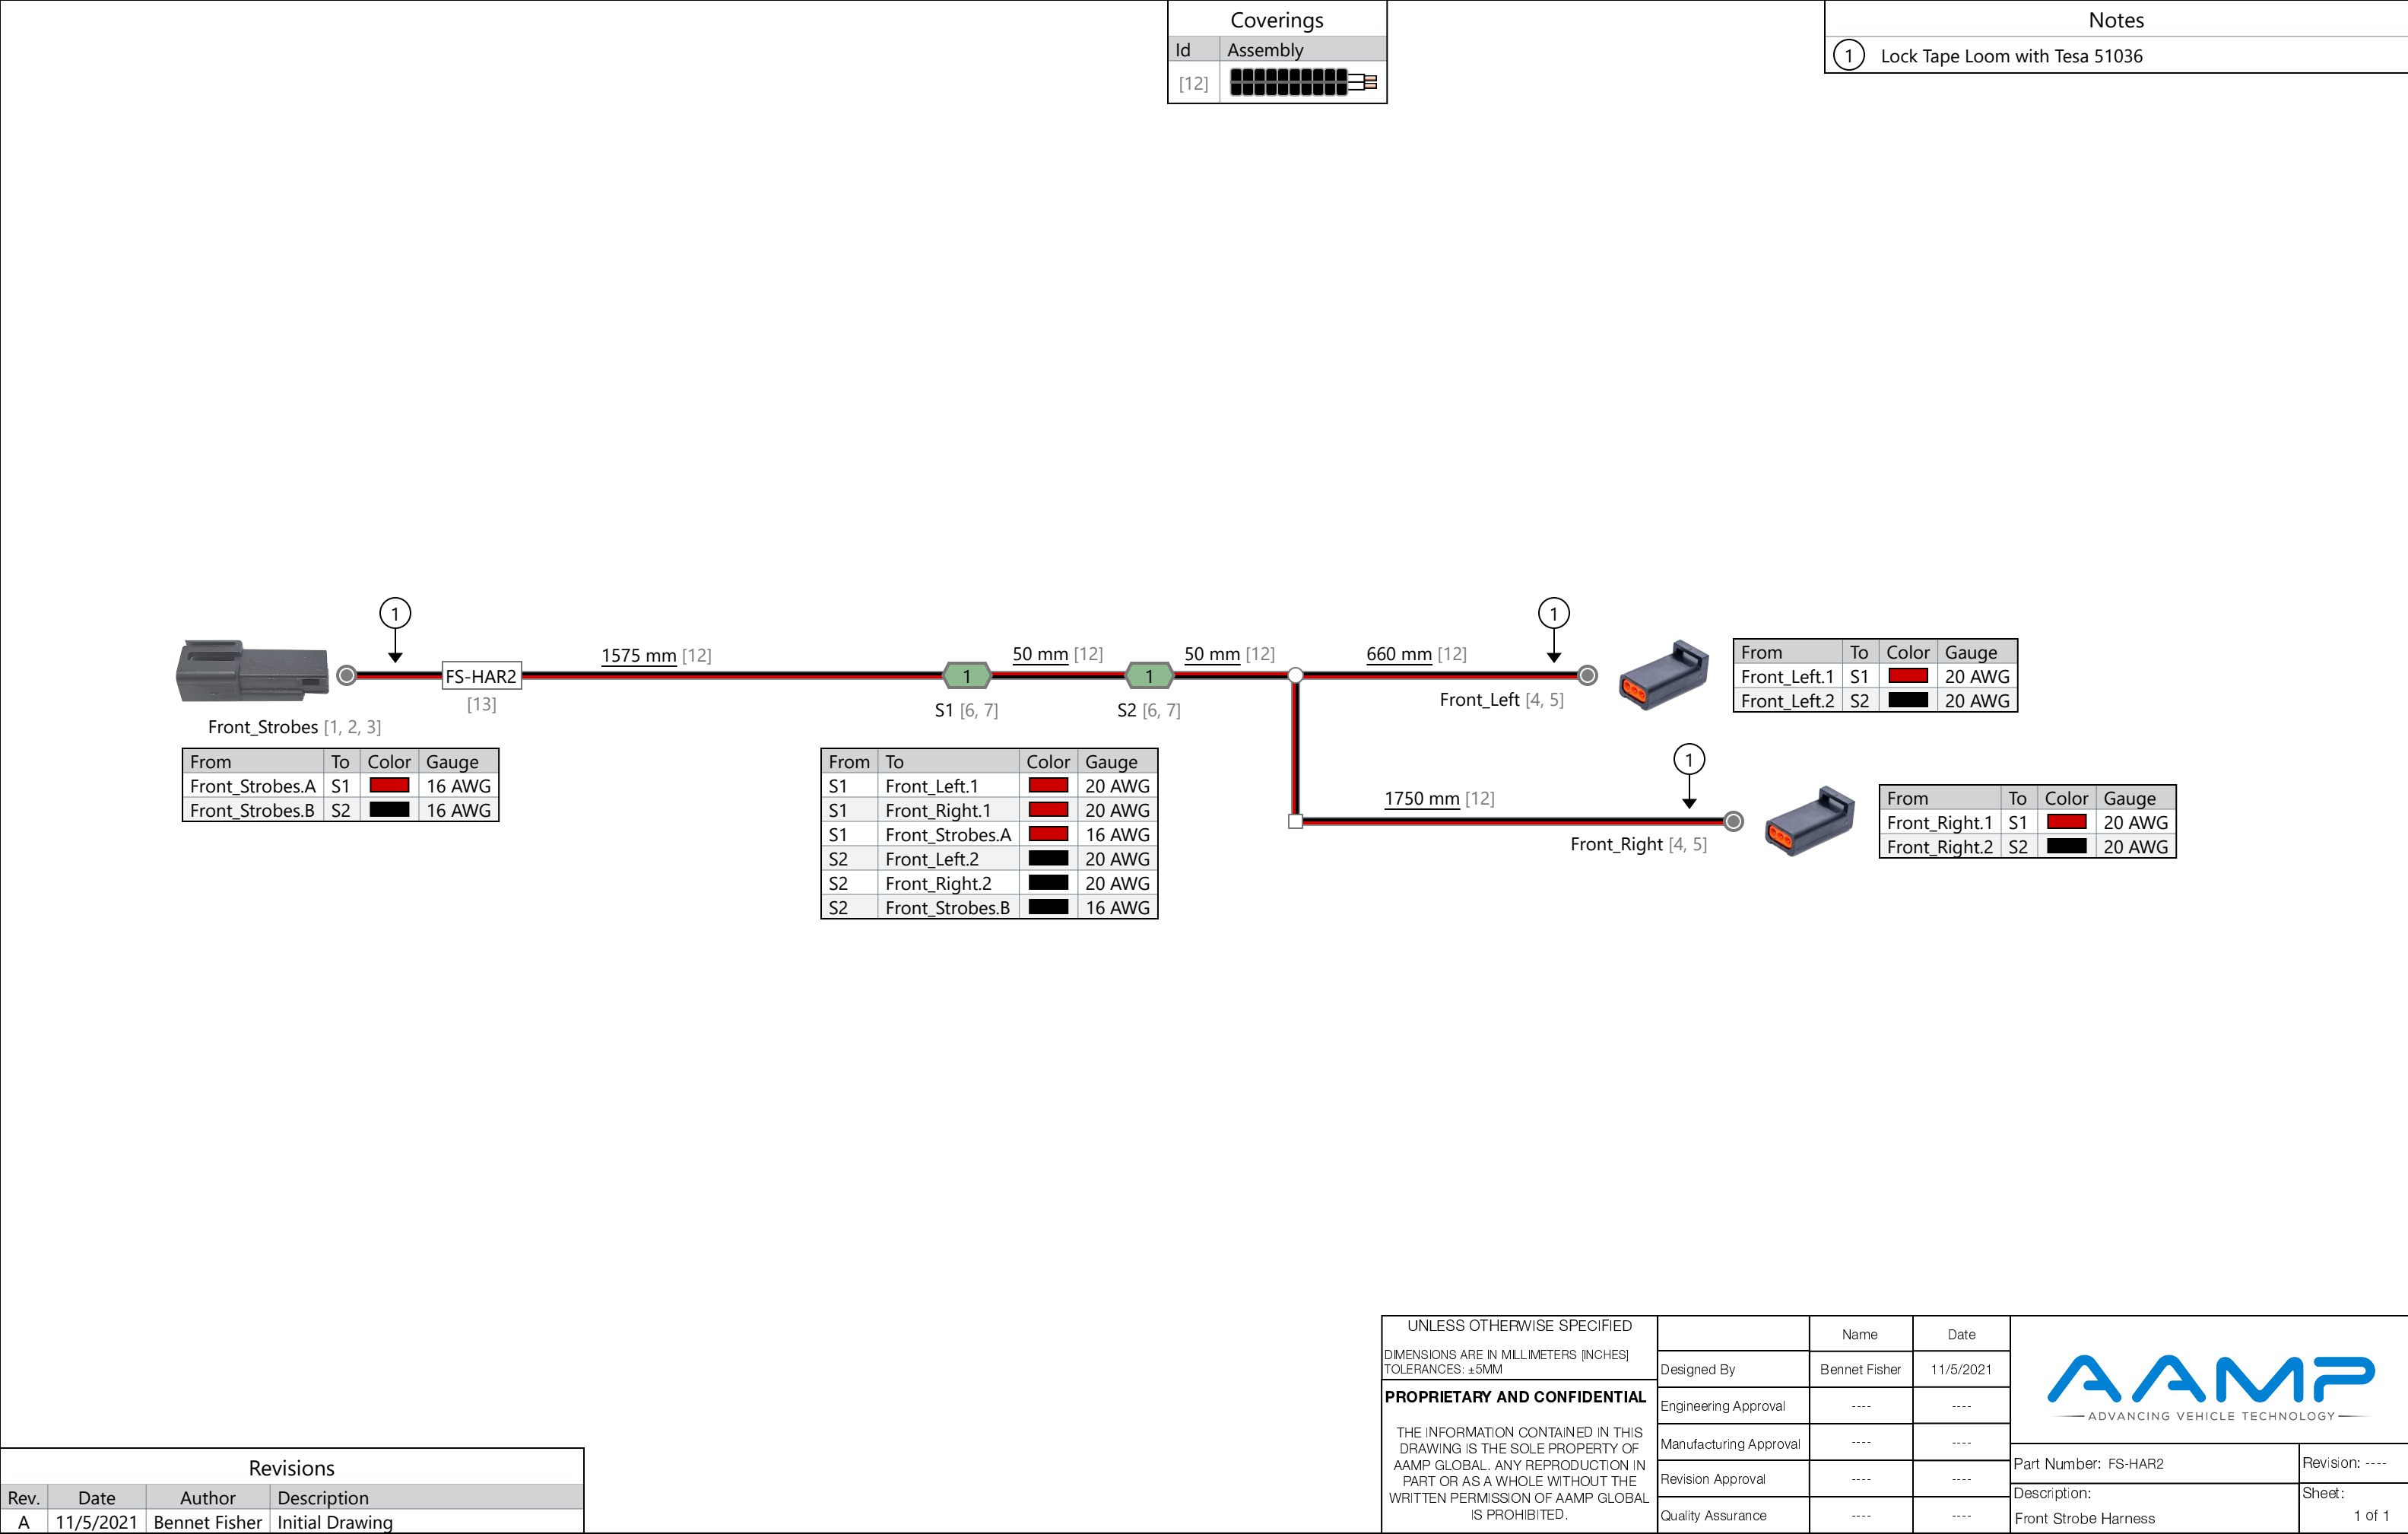 Coverings
Id Assembly
[12]
Notes
1 Lock Tape Loom with Tesa 51036
1
1
1575 mm [12]
50 mm [12]
50 mm [12]
660 mm [12]
FS-HAR2
[13]
1
1
S1 [6, 7]
S2 [6, 7]
Front_Left [4, 5]
From To Color Gauge
Front_Left.1 S1 20 AWG
Front_Left.2 S2 20 AWG
Front_Strobes [1, 2, 3]
From To Color Gauge
Front_Strobes.A S1 16 AWG
Front_Strobes.B S2 16 AWG
From To Color Gauge
S1 Front_Left.1 20 AWG
S1 Front_Right.1 20 AWG
S1 Front_Strobes.A 16 AWG
S2 Front_Left.2 20 AWG
S2 Front_Right.2 20 AWG
S2 Front_Strobes.B 16 AWG
1
1750 mm [12]
Front_Right [4, 5]
From To Color Gauge
Front_Right.1 S1 20 AWG
Front_Right.2 S2 20 AWG
UNLESS OTHERWISE SPECIFIED
DIMENSIONS ARE IN MILLIMETERS [INCHES]
TOLERANCES: ±5MM
PROPRIETARY AND CONFIDENTIAL
THE INFORMATION CONTAINED IN THIS
DRAWING IS THE SOLE PROPERTY OF
AAMP GLOBAL. ANY REPRODUCTION IN
PART OR AS A WHOLE WITHOUT THE
WRITTEN PERMISSION OF AAMP GLOBAL
IS PROHIBITED.
Name Date
Designed By Bennet Fisher 11/5/2021
Engineering Approval ---- ----
Manufacturing Approval ---- ----
Revision Approval ---- ----
Quality Assurance ---- ----
AAMP
ADVANCING VEHICLE TECHNOLOGY
Part Number: FS-HAR2
Revision: ----
Description:
Front Strobe Harness
Sheet:
1 of 1
Revisions
Rev. Date Author Description
A 11/5/2021 Bennet Fisher Initial Drawing